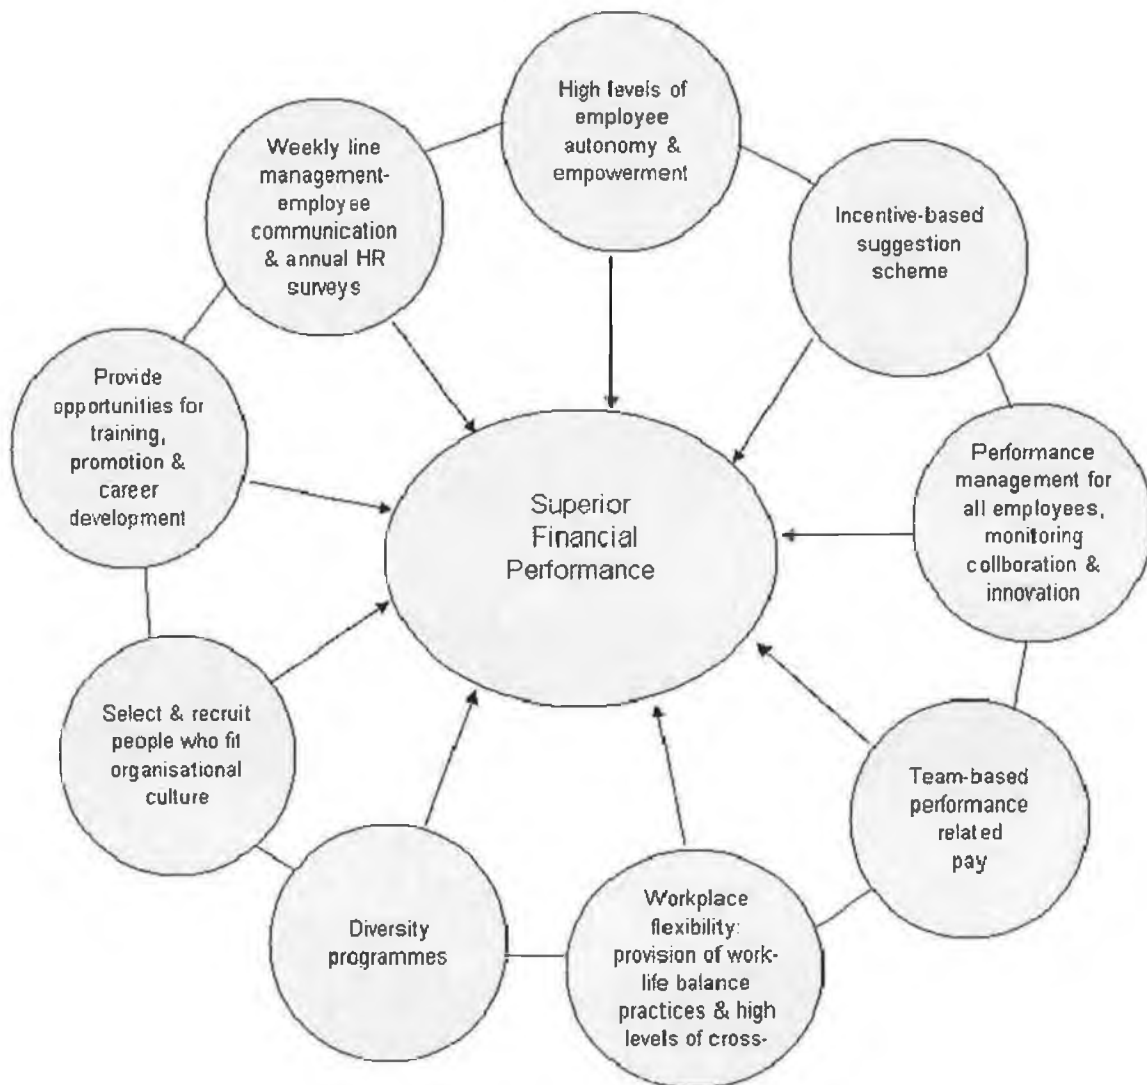 High levels of
employee
autonomy &
empowerment
Weekly line
management-
employee
communication
& annual HR
surveys
Incentive-based
suggestion
scheme
Provide
opportunities for
training,
promotion &
career
development
Performance
management for
all employees,
monitoring
collboration &
innovation
Superior
Financial
Performance
Select & recruit
people who fit
organisational
culture
Team-based
performance
related
pay
Diversity
programmes
Workplace
flexibility:
provision of work-
life balance
practices & high
levels of cross-